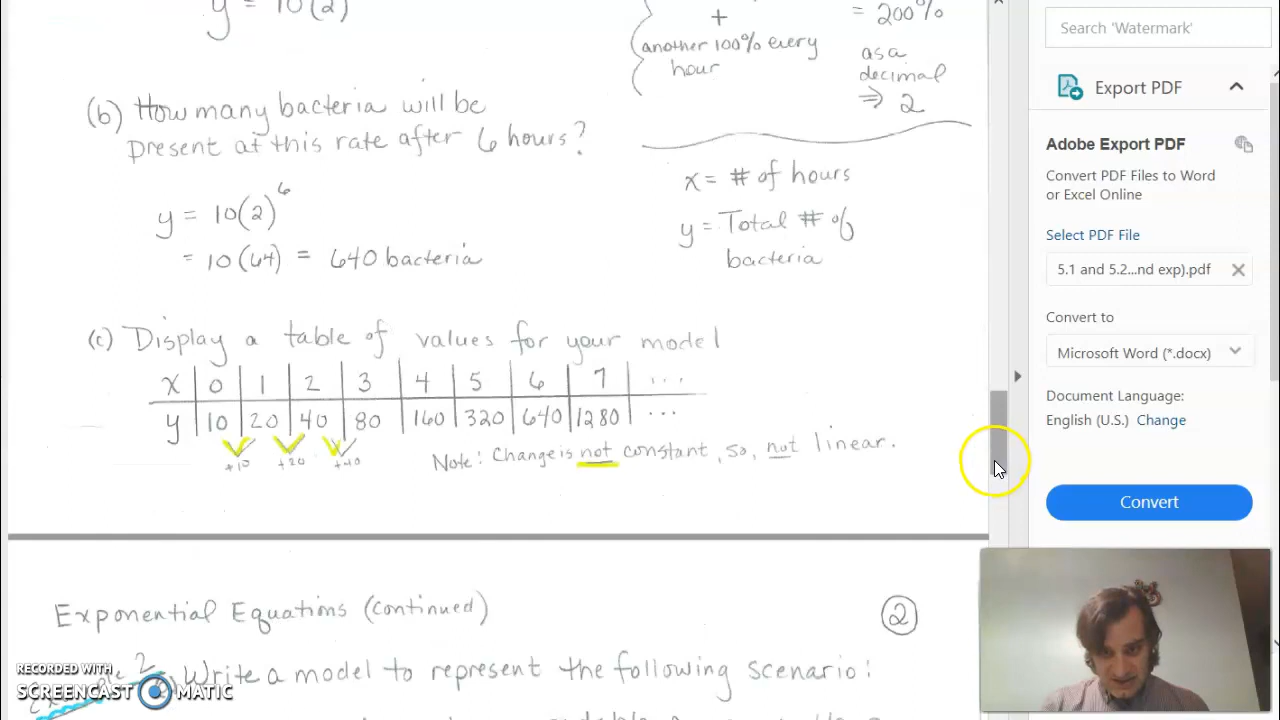 y = 10(2)
+
another 100% every
hour
= 200%
as a
decimal
⇒ 2
(b) How many bacteria will be
present at this rate after 6 hours?
y = 10(2)^6
= 10(64) = 640 bacteria
x = # of hours
y = Total # of
bacteria
(c) Display a table of values for your model
x 0 1 2 3 4 5 6 7 ...
y 10 20 40 80 160 320 640 1280 ...
+10 +20 +40
Note: Change is not constant, so, not linear.
Exponential Equations (continued)
2
2 Write a model to represent the following scenario:
RECORDED WITH
SCREENCAST MATIC
Search 'Watermark'
Export PDF
Adobe Export PDF
Convert PDF Files to Word
or Excel Online
Select PDF File
5.1 and 5.2...nd exp).pdf
Convert to
Microsoft Word (*.docx)
Document Language:
English (U.S.) Change
Convert